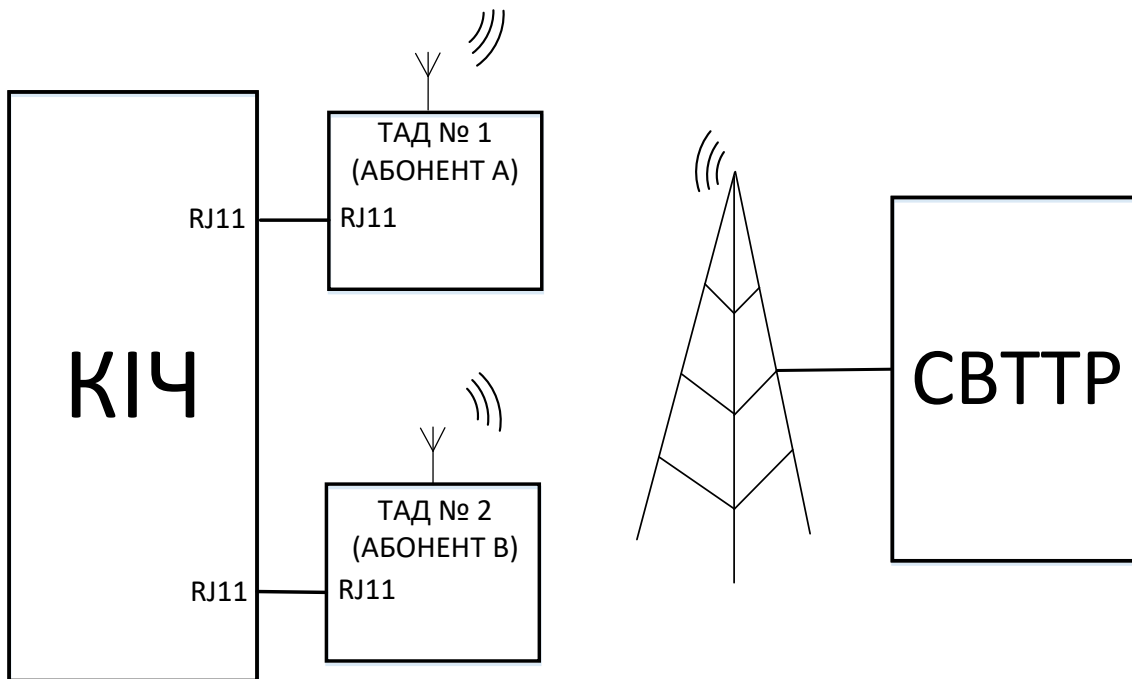 ТАД № 1
(АБОНЕНТ А)
RJ11
RJ11
КІЧ
СВТТР
ТАД № 2
(АБОНЕНТ В)
RJ11
RJ11